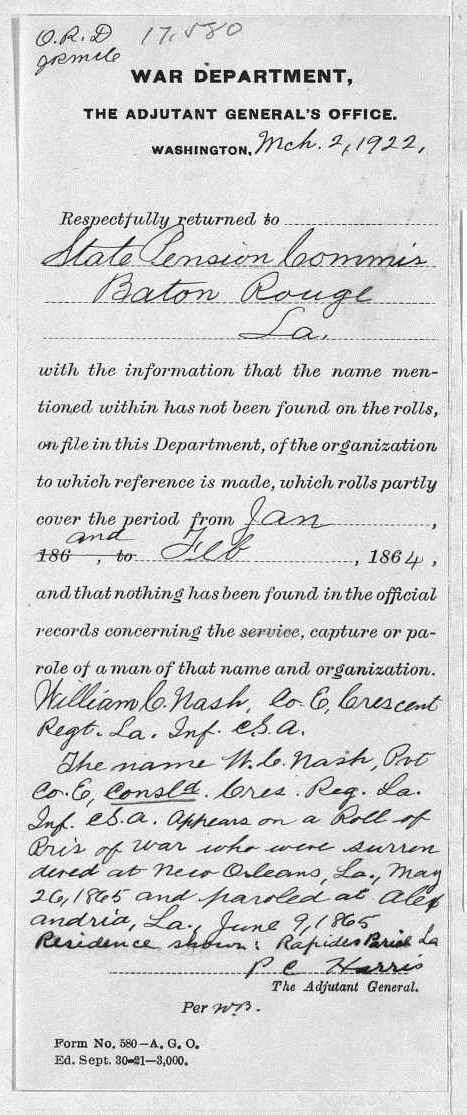 O.R.D 17,580
WAR DEPARTMENT,
THE ADJUTANT GENERAL'S OFFICE.
WASHINGTON, Mch. 2, 1922,
Respectfully returned to
State Pension Commis
Baton Rouge
La.
with the information that the name men-
tioned within has not been found on the rolls,
on file in this Department, of the organization
to which reference is made, which rolls partly
cover the period from Jan ,
and
186 , to Feb , 1864,
and that nothing has been found in the official
records concerning the service, capture or pa-
role of a man of that name and organization.
William C. Nash, Co. E, Crescent
Regt. La. Inf. C.S.A.
The name W. C. Nash, Pvt
Co. E, Consld. Cres. Reg. La.
Inf. C.S.A. Appears on a Roll of
Pris of War who were surren
dered at New Orleans, La., May
26, 1865 and paroled at Alex
andria, La., June 9, 1865
Residence shown: Rapides Parish La
P C Harris
The Adjutant General.
Per W.B.
Form No. 580—A. G. O.
Ed. Sept. 30-21—3,000.